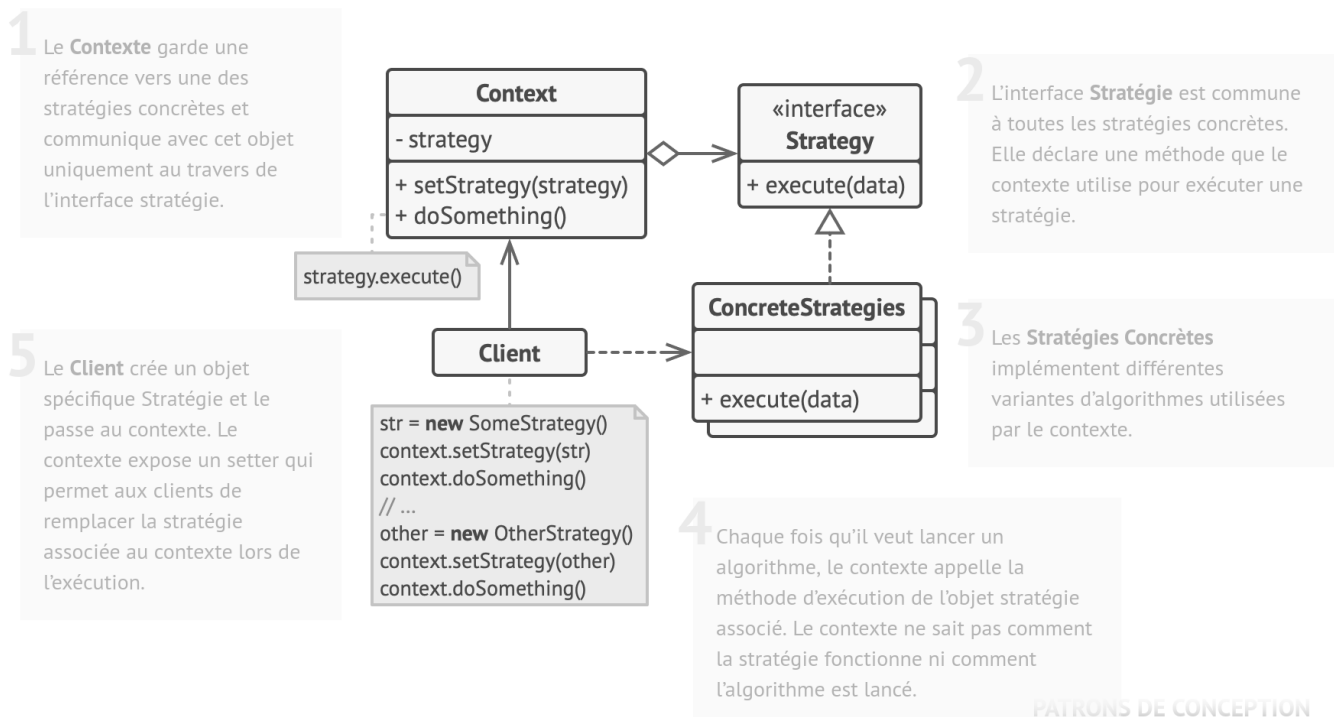 1
Le Contexte garde une
référence vers une des
stratégies concrètes et
communique avec cet objet
uniquement au travers de
l’interface stratégie.
Context
- strategy
+ setStrategy(strategy)
+ doSomething()
strategy.execute()
«interface»
Strategy
+ execute(data)
2
L’interface Stratégie est commune
à toutes les stratégies concrètes.
Elle déclare une méthode que le
contexte utilise pour exécuter une
stratégie.
ConcreteStrategies
+ execute(data)
3
Les Stratégies Concrètes
implémentent différentes
variantes d’algorithmes utilisées
par le contexte.
Client
str = new SomeStrategy()
context.setStrategy(str)
context.doSomething()
// ...
other = new OtherStrategy()
context.setStrategy(other)
context.doSomething()
4
Chaque fois qu’il veut lancer un
algorithme, le contexte appelle la
méthode d’exécution de l’objet stratégie
associé. Le contexte ne sait pas comment
la stratégie fonctionne ni comment
l’algorithme est lancé.
5
Le Client crée un objet
spécifique Stratégie et le
passe au contexte. Le
contexte expose un setter qui
permet aux clients de
remplacer la stratégie
associée au contexte lors de
l’exécution.
PATRONS DE CONCEPTION